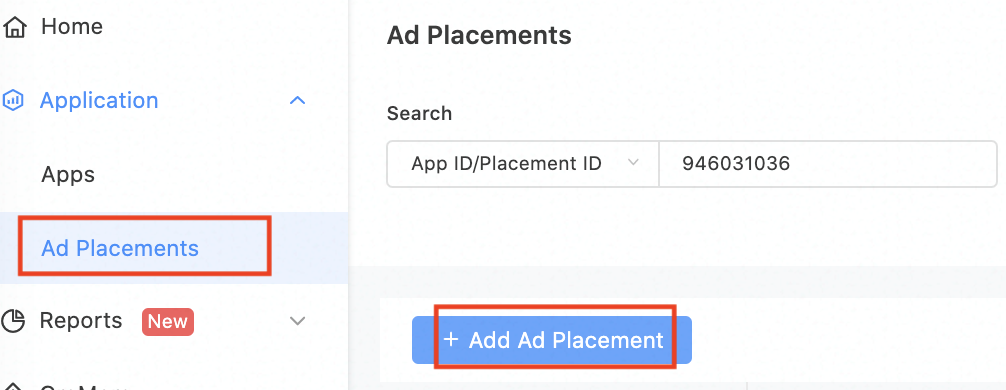 Home
Application
Apps
Ad Placements
Reports New
Ad Placements
Search
App ID/Placement ID 946031036
+ Add Ad Placement